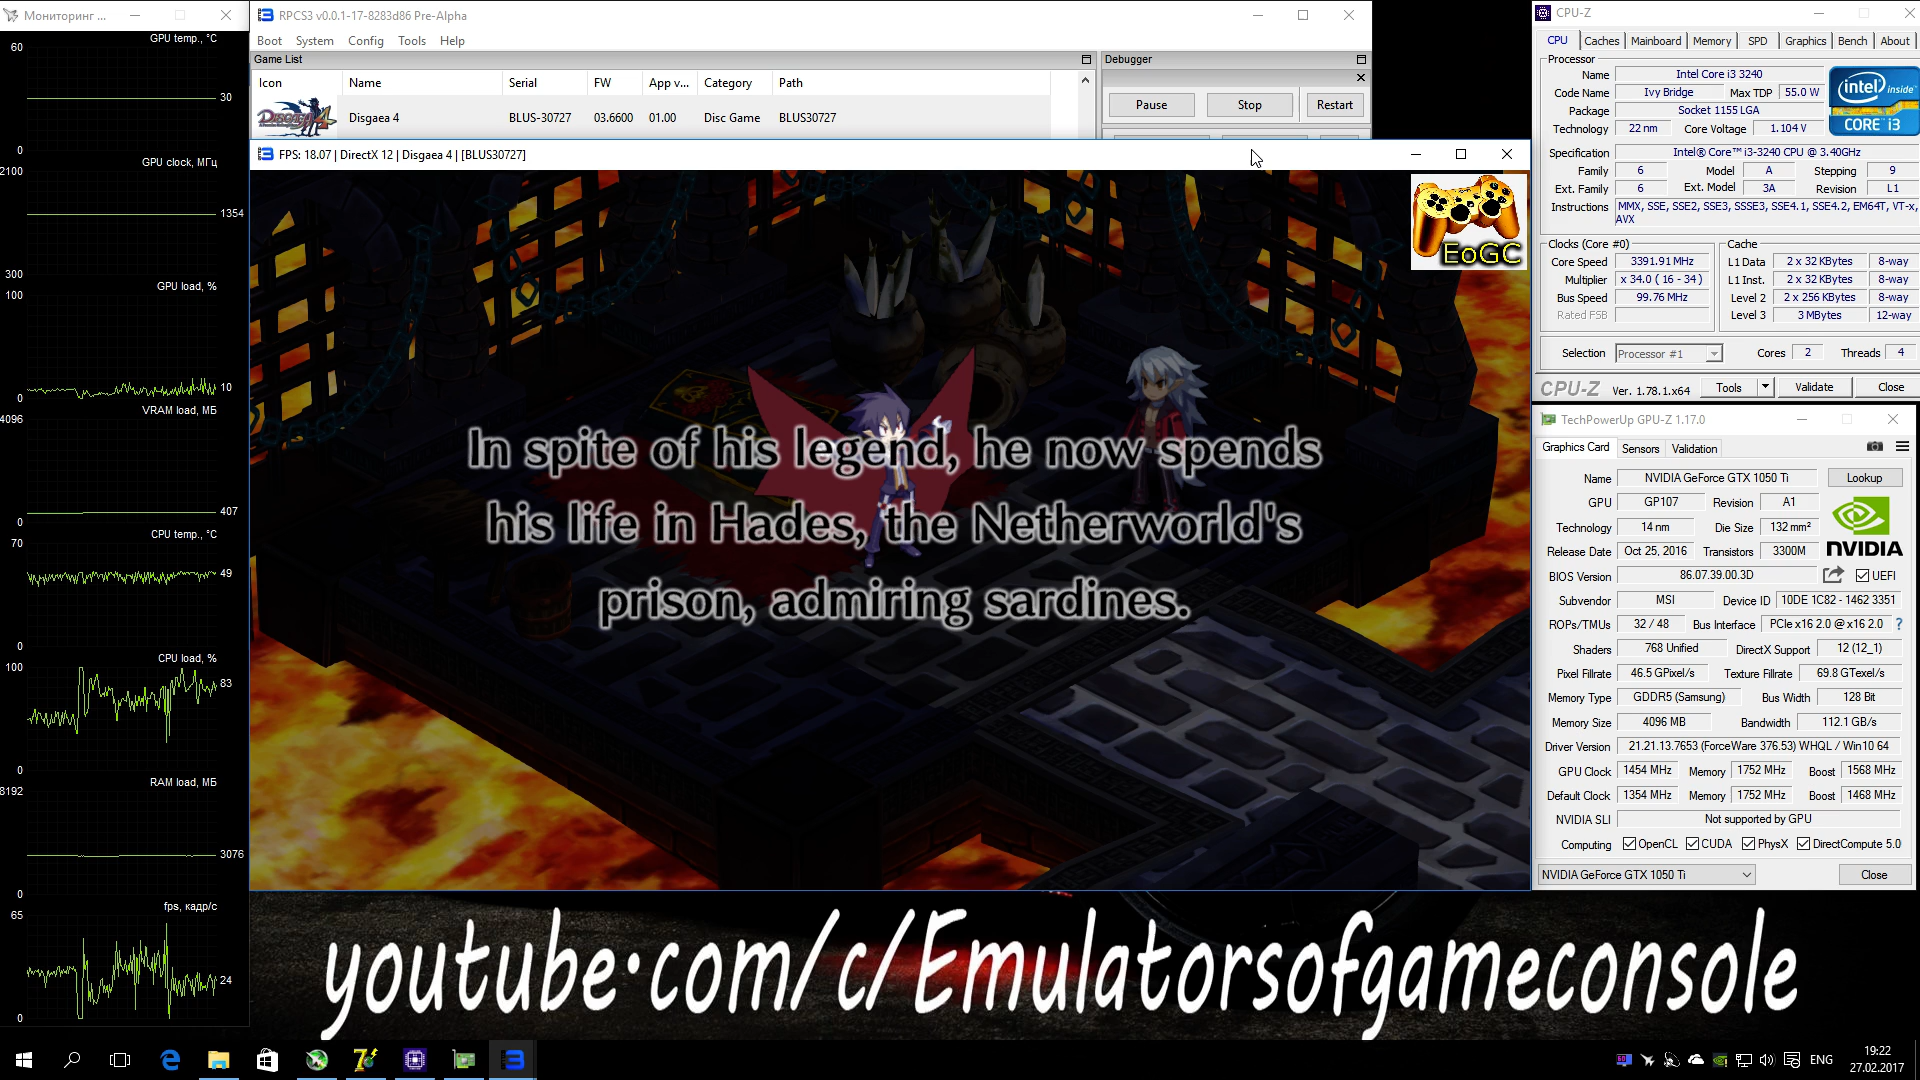 Мониторинг ...
GPU temp., °C
60
30
0
GPU clock, МГц
2100
1354
300
GPU load, %
100
10
0
VRAM load, МБ
4096
407
0
CPU temp., °C
70
49
0
CPU load, %
100
83
0
RAM load, МБ
8192
3076
0
fps, кадр/с
65
24
0
RPCS3 v0.0.1-17-8283d86 Pre-Alpha
Boot System Config Tools Help
Game List
Icon Name Serial FW App v... Category Path
DISGAEA 4 Disgaea 4 BLUS-30727 03.6600 01.00 Disc Game BLUS30727
Debugger
Pause Stop Restart
FPS: 18.07 | DirectX 12 | Disgaea 4 | [BLUS30727]
EoGC
In spite of his legend, he now spends
his life in Hades, the Netherworld's
prison, admiring sardines.
youtube.com/c/Emulatorsofgameconsole
CPU-Z
CPU Caches Mainboard Memory SPD Graphics Bench About
Processor
Name Intel Core i3 3240
Code Name Ivy Bridge Max TDP 55.0 W
Package Socket 1155 LGA
Technology 22 nm Core Voltage 1.104 V
intel inside™
CORE i3
Specification Intel® Core™ i3-3240 CPU @ 3.40GHz
Family 6 Model A Stepping 9
Ext. Family 6 Ext. Model 3A Revision L1
Instructions MMX, SSE, SSE2, SSE3, SSSE3, SSE4.1, SSE4.2, EM64T, VT-x,
AVX
Clocks (Core #0)
Core Speed 3391.91 MHz
Multiplier x 34.0 ( 16 - 34 )
Bus Speed 99.76 MHz
Rated FSB
Cache
L1 Data 2 x 32 KBytes 8-way
L1 Inst. 2 x 32 KBytes 8-way
Level 2 2 x 256 KBytes 8-way
Level 3 3 MBytes 12-way
Selection Processor #1 Cores 2 Threads 4
CPU-Z Ver. 1.78.1.x64 Tools Validate Close
TechPowerUp GPU-Z 1.17.0
Graphics Card Sensors Validation
Name NVIDIA GeForce GTX 1050 Ti Lookup
GPU GP107 Revision A1
Technology 14 nm Die Size 132 mm²
Release Date Oct 25, 2016 Transistors 3300M
NVIDIA
BIOS Version 86.07.39.00.3D UEFI
Subvendor MSI Device ID 10DE 1C82 - 1462 3351
ROPs/TMUs 32 / 48 Bus Interface PCIe x16 2.0 @ x16 2.0 ?
Shaders 768 Unified DirectX Support 12 (12_1)
Pixel Fillrate 46.5 GPixel/s Texture Fillrate 69.8 GTexel/s
Memory Type GDDR5 (Samsung) Bus Width 128 Bit
Memory Size 4096 MB Bandwidth 112.1 GB/s
Driver Version 21.21.13.7653 (ForceWare 376.53) WHQL / Win10 64
GPU Clock 1454 MHz Memory 1752 MHz Boost 1568 MHz
Default Clock 1354 MHz Memory 1752 MHz Boost 1468 MHz
NVIDIA SLI Not supported by GPU
Computing OpenCL CUDA PhysX DirectCompute 5.0
NVIDIA GeForce GTX 1050 Ti Close
ENG
19:22
27.02.2017